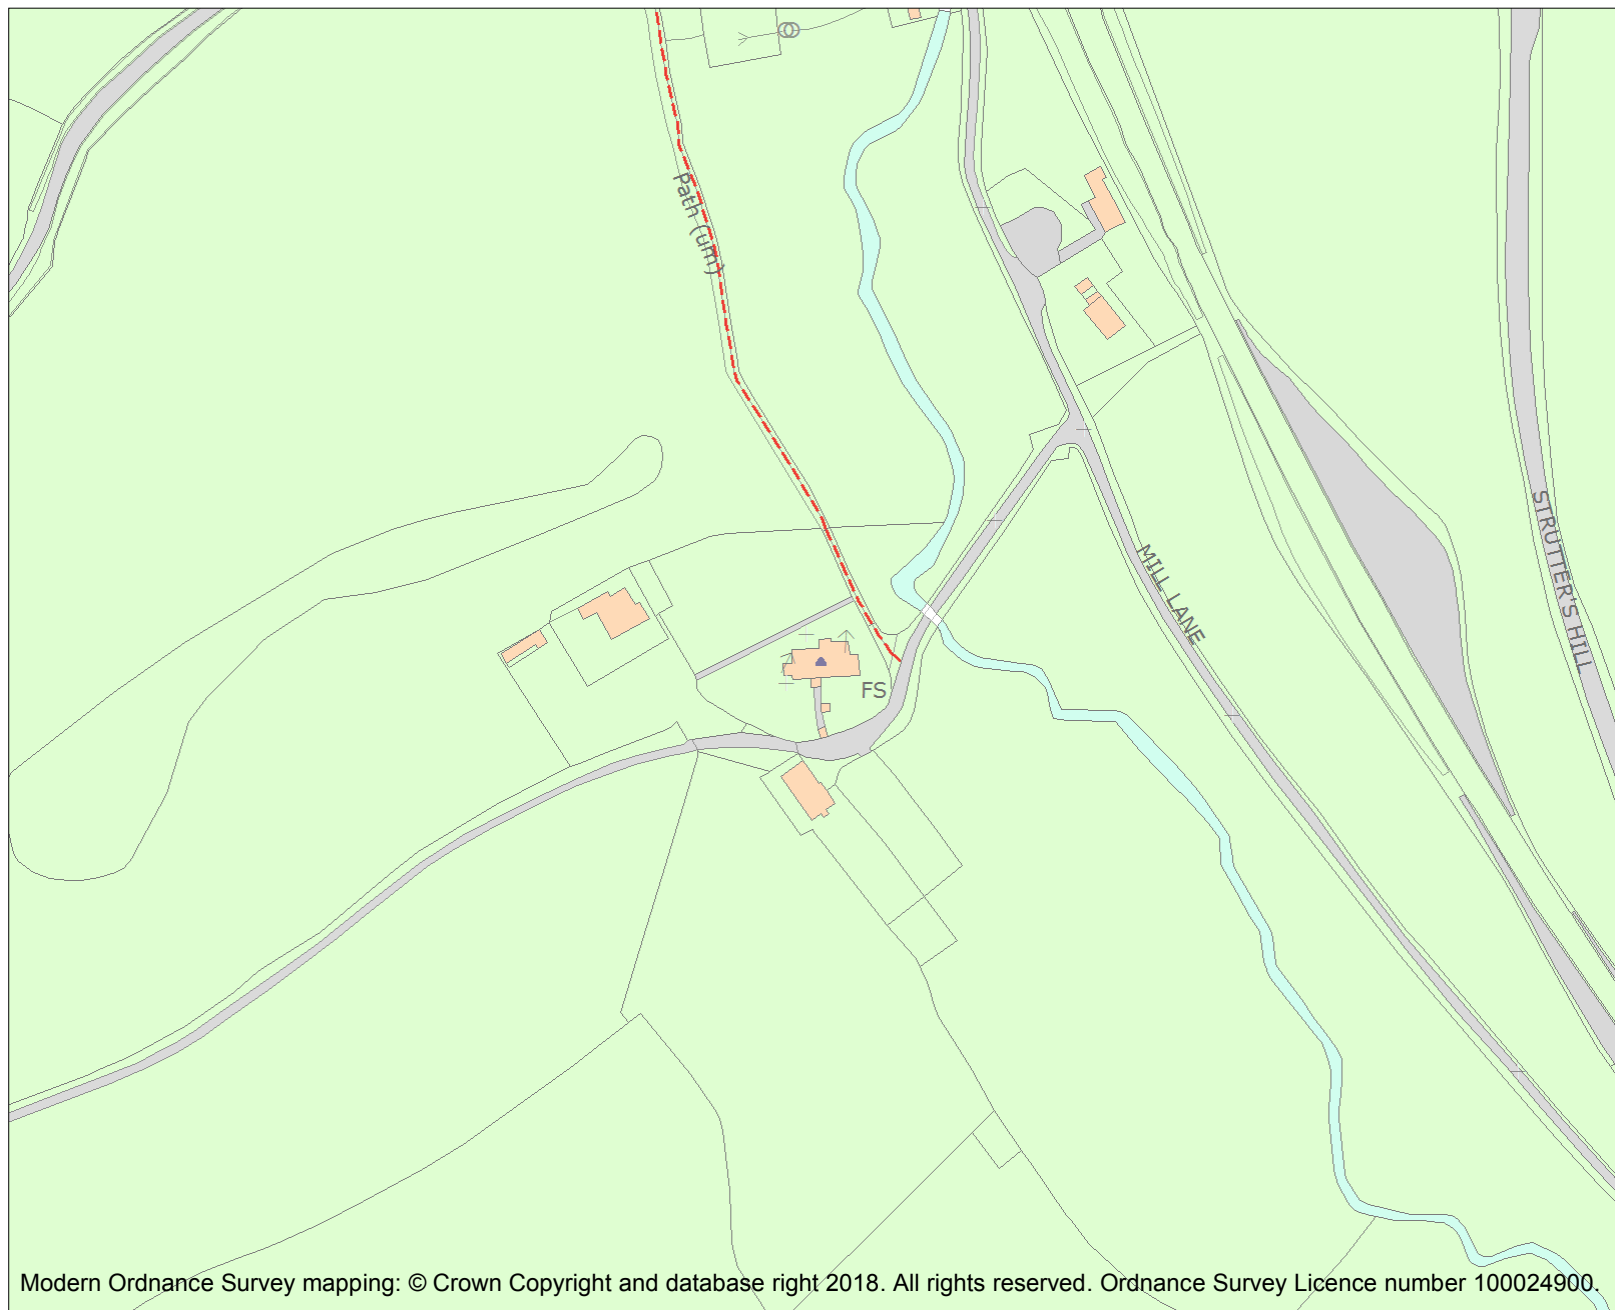 Path (um)
STRUTTER'S HILL
MILL LANE
FS
Modern Ordnance Survey mapping: © Crown Copyright and database right 2018. All rights reserved. Ordnance Survey Licence number 100024900.